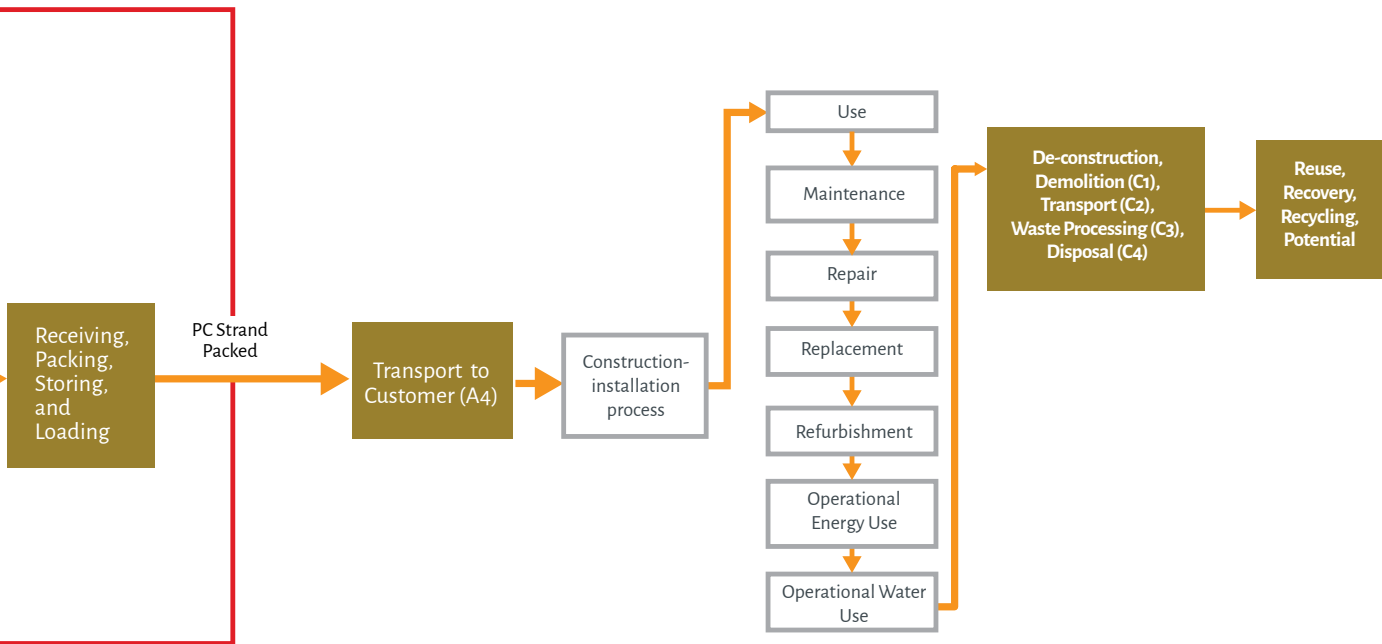 Receiving,
Packing,
Storing,
and
Loading
PC Strand
Packed
Transport to
Customer (A4)
Construction-
installation
process
Use
Maintenance
Repair
Replacement
Refurbishment
Operational
Energy Use
Operational Water
Use
De-construction,
Demolition (C1),
Transport (C2),
Waste Processing (C3),
Disposal (C4)
Reuse,
Recovery,
Recycling,
Potential